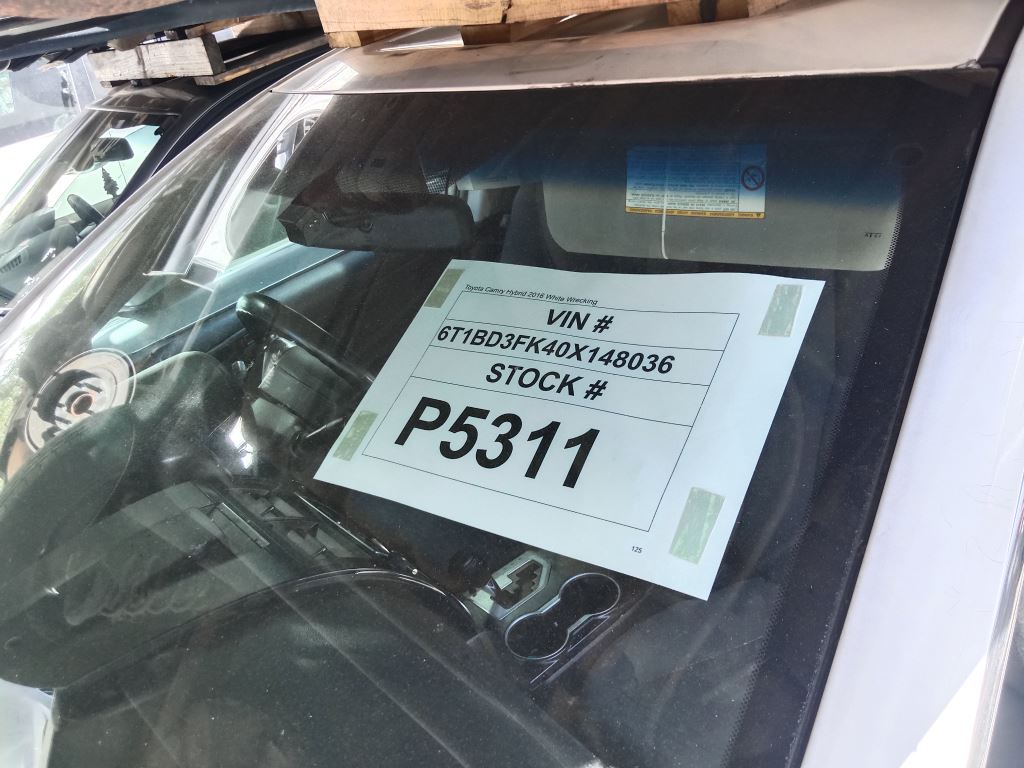 Toyota Camry Hybrid 2016 White Wrecking
VIN #
6T1BD3FK40X148036
STOCK #
P5311
125